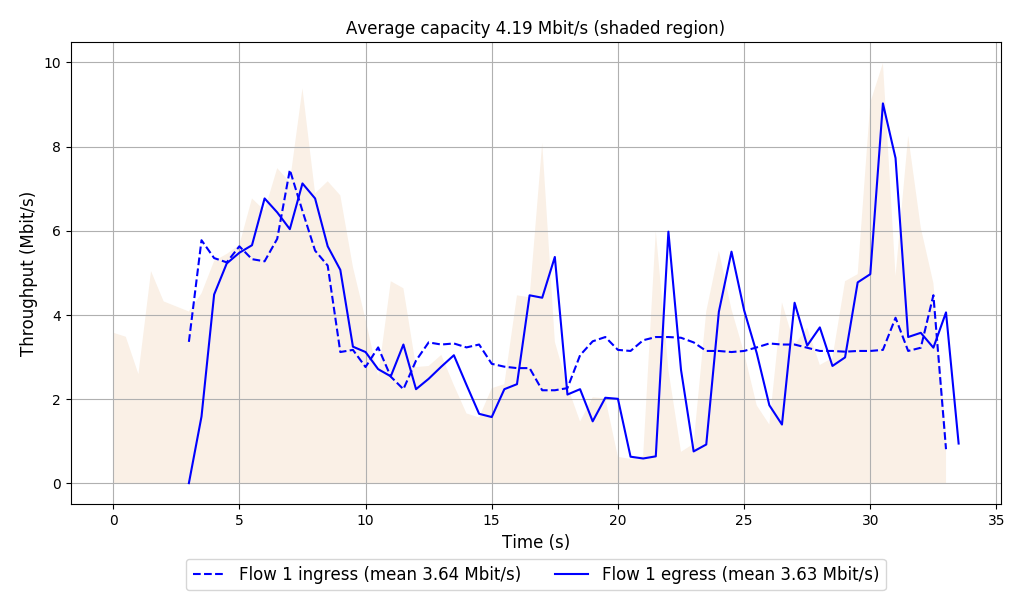 Average capacity 4.19 Mbit/s (shaded region)
Throughput (Mbit/s)
10
8
6
4
2
0
0 5 10 15 20 25 30 35
Time (s)
Flow 1 ingress (mean 3.64 Mbit/s) Flow 1 egress (mean 3.63 Mbit/s)